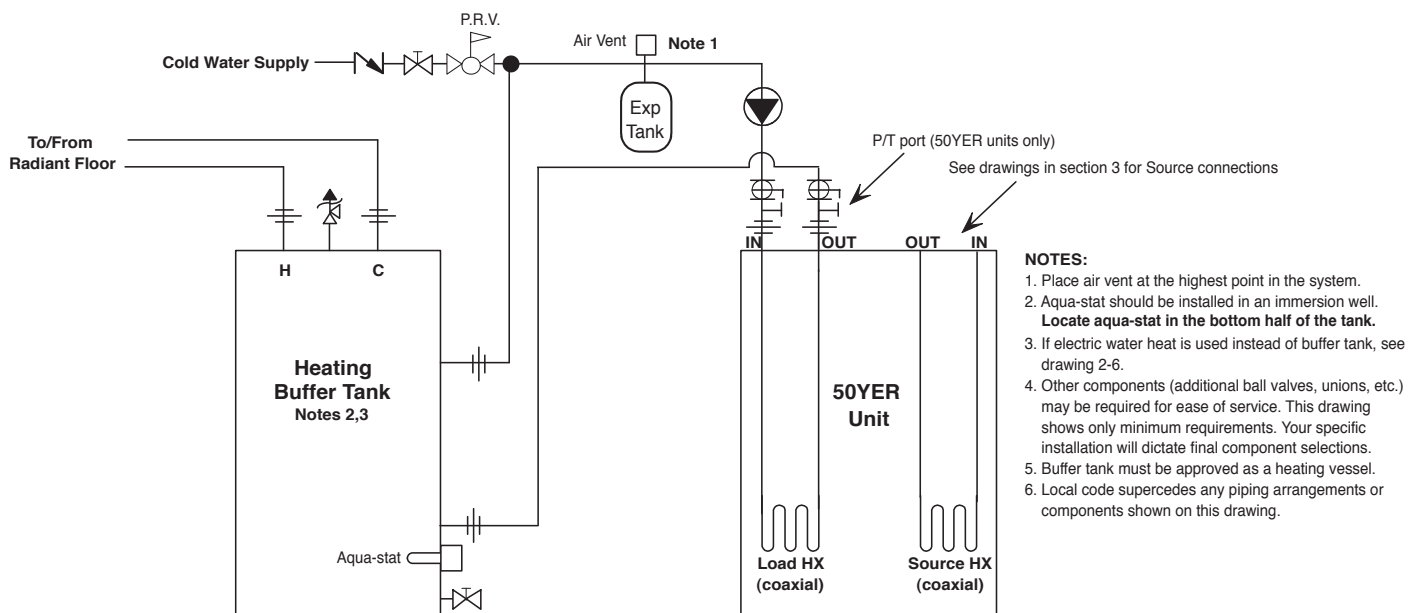 P.R.V.
Air Vent
Note 1
Cold Water Supply
Exp
Tank
To/From
Radiant Floor
P/T port (50YER units only)
See drawings in section 3 for Source connections
IN
OUT
OUT
IN
H
C
Heating
Buffer Tank
Notes 2,3
50YER
Unit
Aqua-stat
Load HX
(coaxial)
Source HX
(coaxial)
NOTES:
1. Place air vent at the highest point in the system.
2. Aqua-stat should be installed in an immersion well.
Locate aqua-stat in the bottom half of the tank.
3. If electric water heat is used instead of buffer tank, see
drawing 2-6.
4. Other components (additional ball valves, unions, etc.)
may be required for ease of service. This drawing
shows only minimum requirements. Your specific
installation will dictate final component selections.
5. Buffer tank must be approved as a heating vessel.
6. Local code supercedes any piping arrangements or
components shown on this drawing.